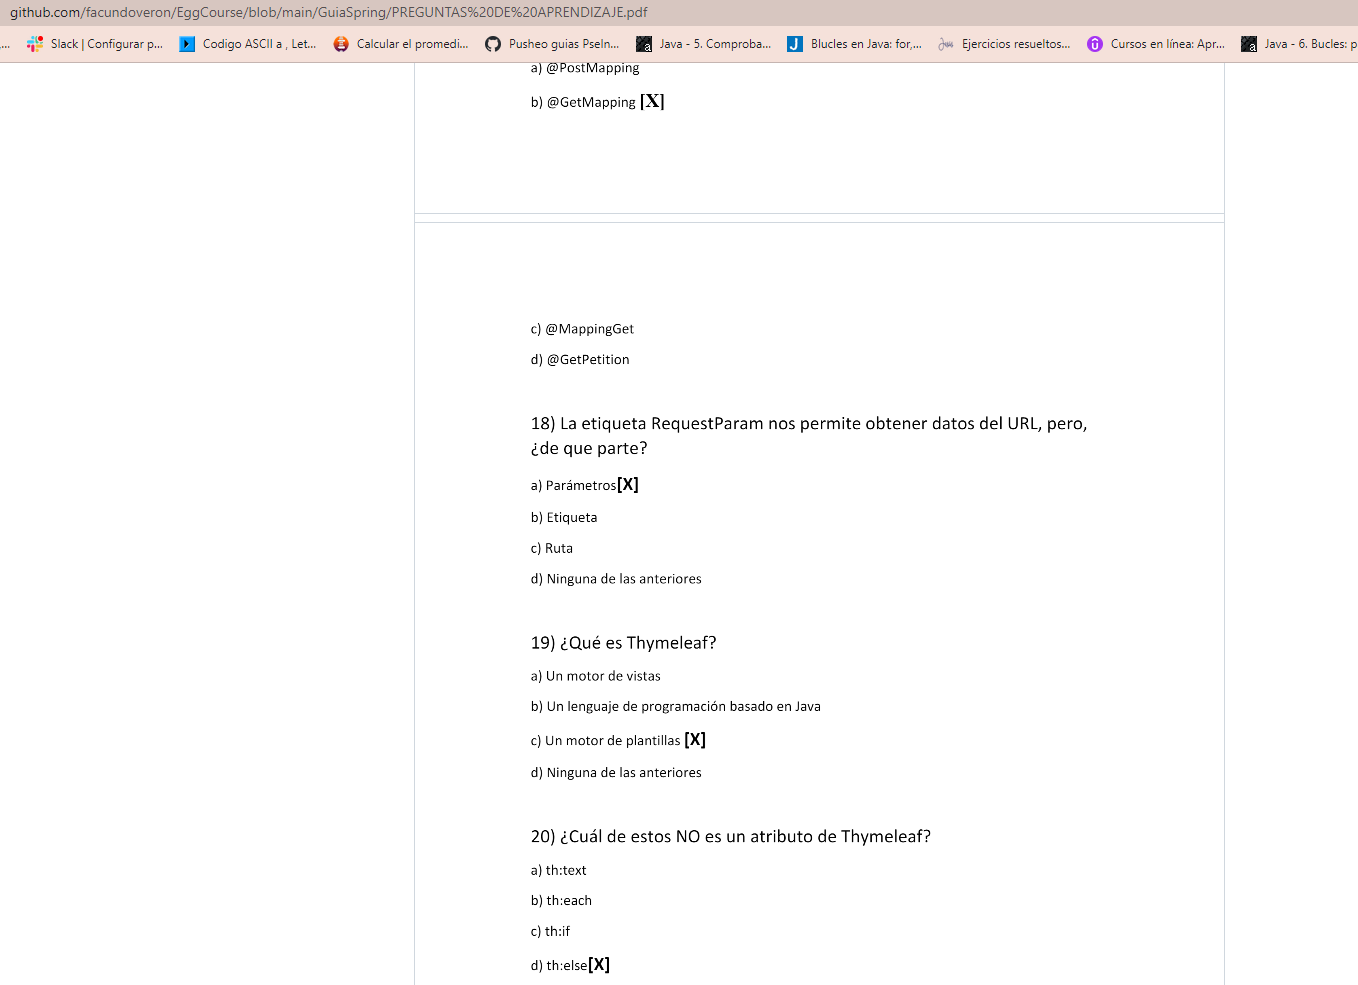 github.com/facundoveron/EggCourse/blob/main/GuiaSpring/PREGUNTAS%20DE%20APRENDIZAJE.pdf
... Slack | Configurar p... Codigo ASCII a , Let... Calcular el promedi... Pusheo guias PseIn... Java - 5. Comproba... Blucles en Java: for,... Ejercicios resueltos... Cursos en línea: Apr... Java - 6. Bucles: p
a) @PostMapping
b) @GetMapping [X]
c) @MappingGet
d) @GetPetition
18) La etiqueta RequestParam nos permite obtener datos del URL, pero,
¿de que parte?
a) Parámetros[X]
b) Etiqueta
c) Ruta
d) Ninguna de las anteriores
19) ¿Qué es Thymeleaf?
a) Un motor de vistas
b) Un lenguaje de programación basado en Java
c) Un motor de plantillas [X]
d) Ninguna de las anteriores
20) ¿Cuál de estos NO es un atributo de Thymeleaf?
a) th:text
b) th:each
c) th:if
d) th:else[X]